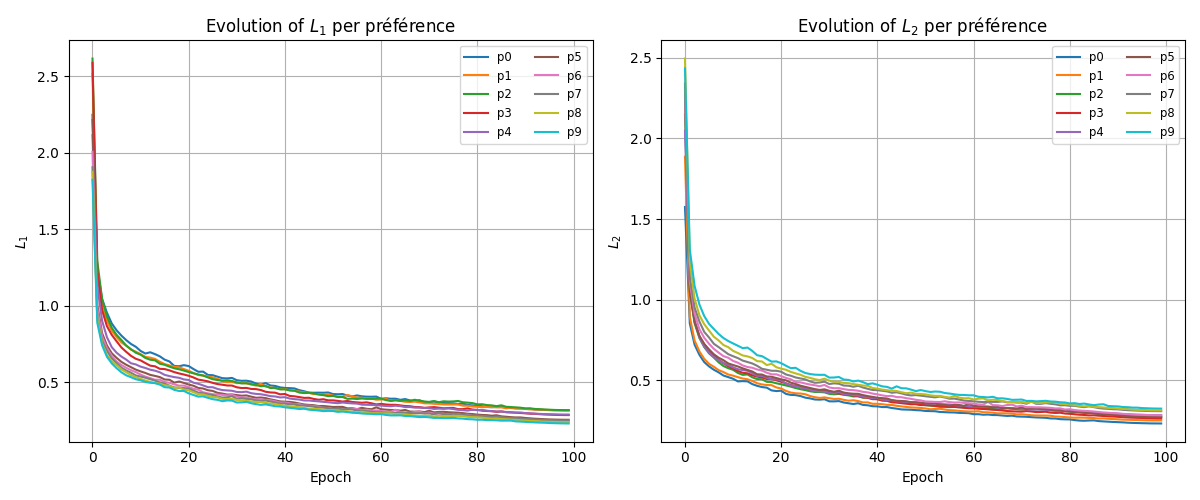 Evolution of L₁ per préférence
2.5
2.0
1.5
1.0
0.5
L₁
0 20 40 60 80 100
Epoch
p0 p5
p1 p6
p2 p7
p3 p8
p4 p9
Evolution of L₂ per préférence
2.5
2.0
1.5
1.0
0.5
L₂
0 20 40 60 80 100
Epoch
p0 p5
p1 p6
p2 p7
p3 p8
p4 p9